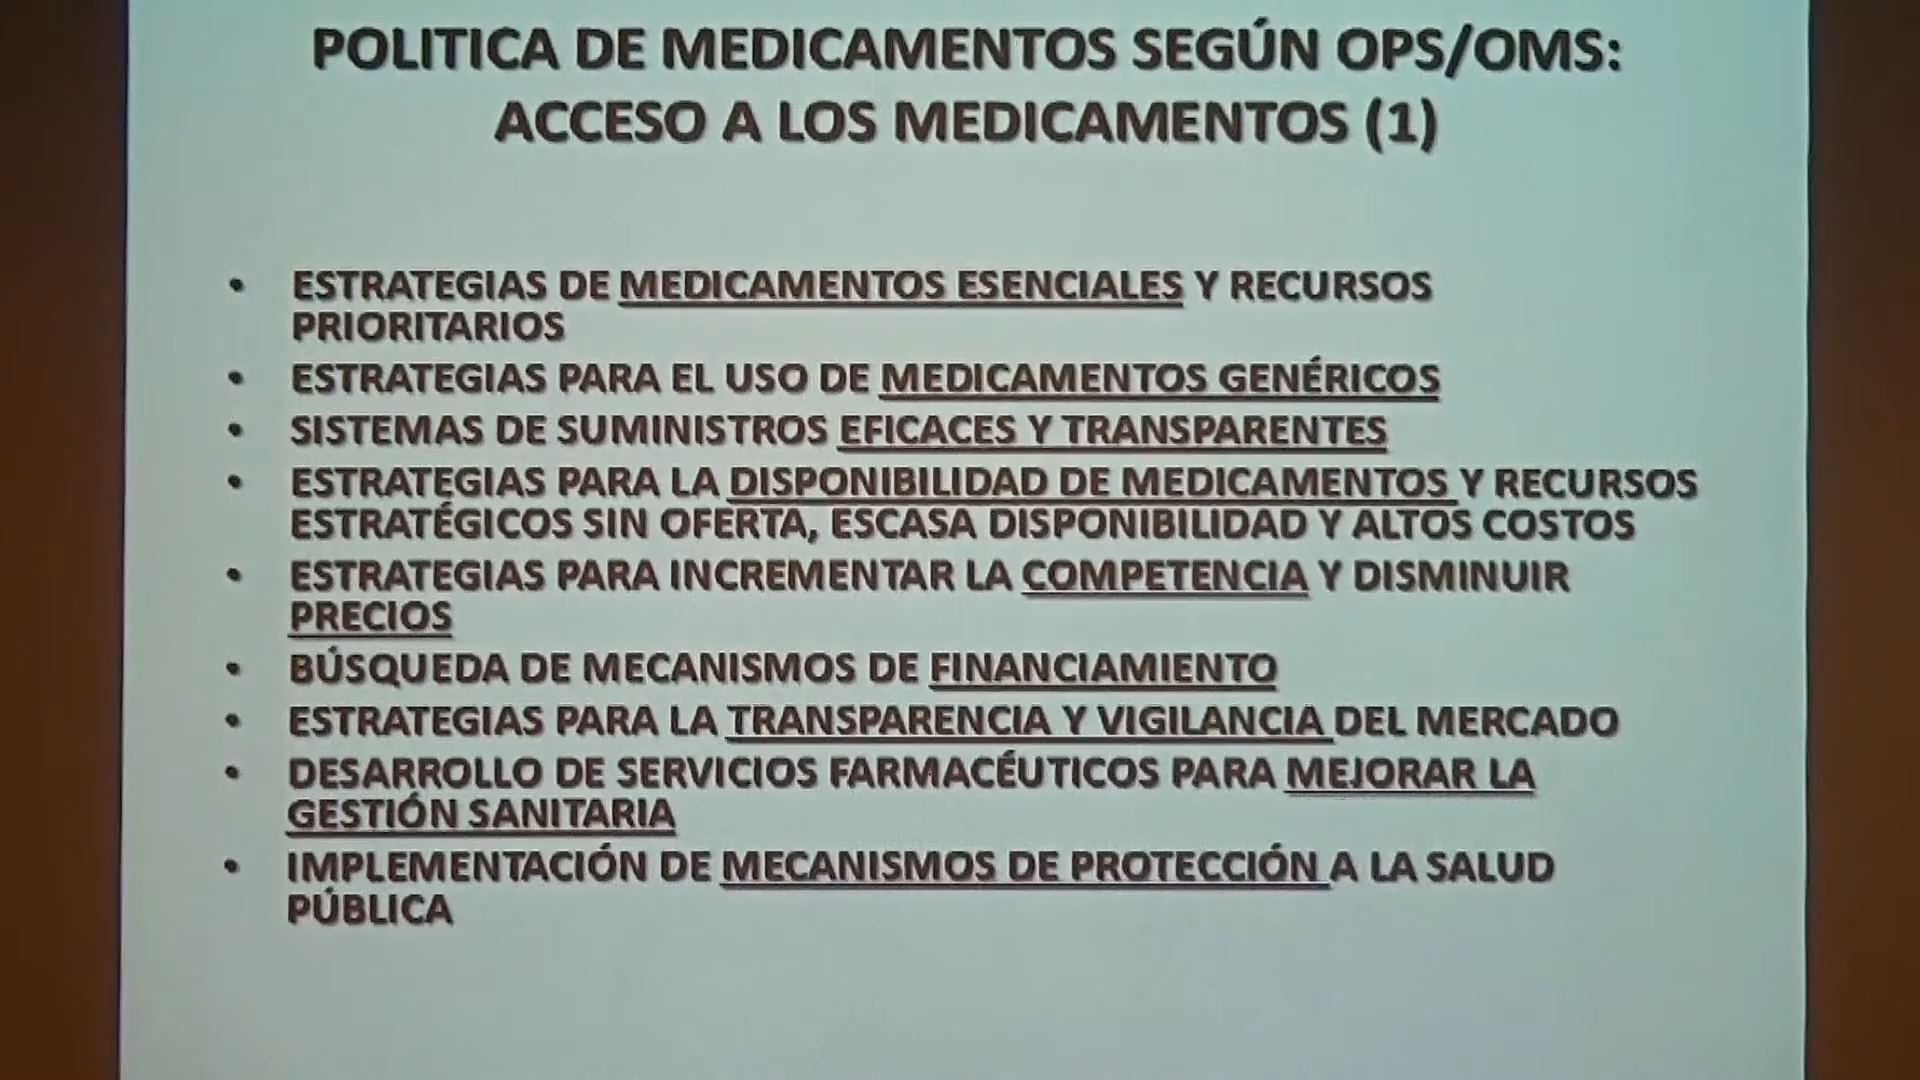 POLITICA DE MEDICAMENTOS SEGÚN OPS/OMS:
ACCESO A LOS MEDICAMENTOS (1)
• ESTRATEGIAS DE MEDICAMENTOS ESENCIALES Y RECURSOS
PRIORITARIOS
• ESTRATEGIAS PARA EL USO DE MEDICAMENTOS GENÉRICOS
• SISTEMAS DE SUMINISTROS EFICACES Y TRANSPARENTES
• ESTRATEGIAS PARA LA DISPONIBILIDAD DE MEDICAMENTOS Y RECURSOS
ESTRATÉGICOS SIN OFERTA, ESCASA DISPONIBILIDAD Y ALTOS COSTOS
• ESTRATEGIAS PARA INCREMENTAR LA COMPETENCIA Y DISMINUIR
PRECIOS
• BÚSQUEDA DE MECANISMOS DE FINANCIAMIENTO
• ESTRATEGIAS PARA LA TRANSPARENCIA Y VIGILANCIA DEL MERCADO
• DESARROLLO DE SERVICIOS FARMACÉUTICOS PARA MEJORAR LA
GESTIÓN SANITARIA
• IMPLEMENTACIÓN DE MECANISMOS DE PROTECCIÓN A LA SALUD
PÚBLICA